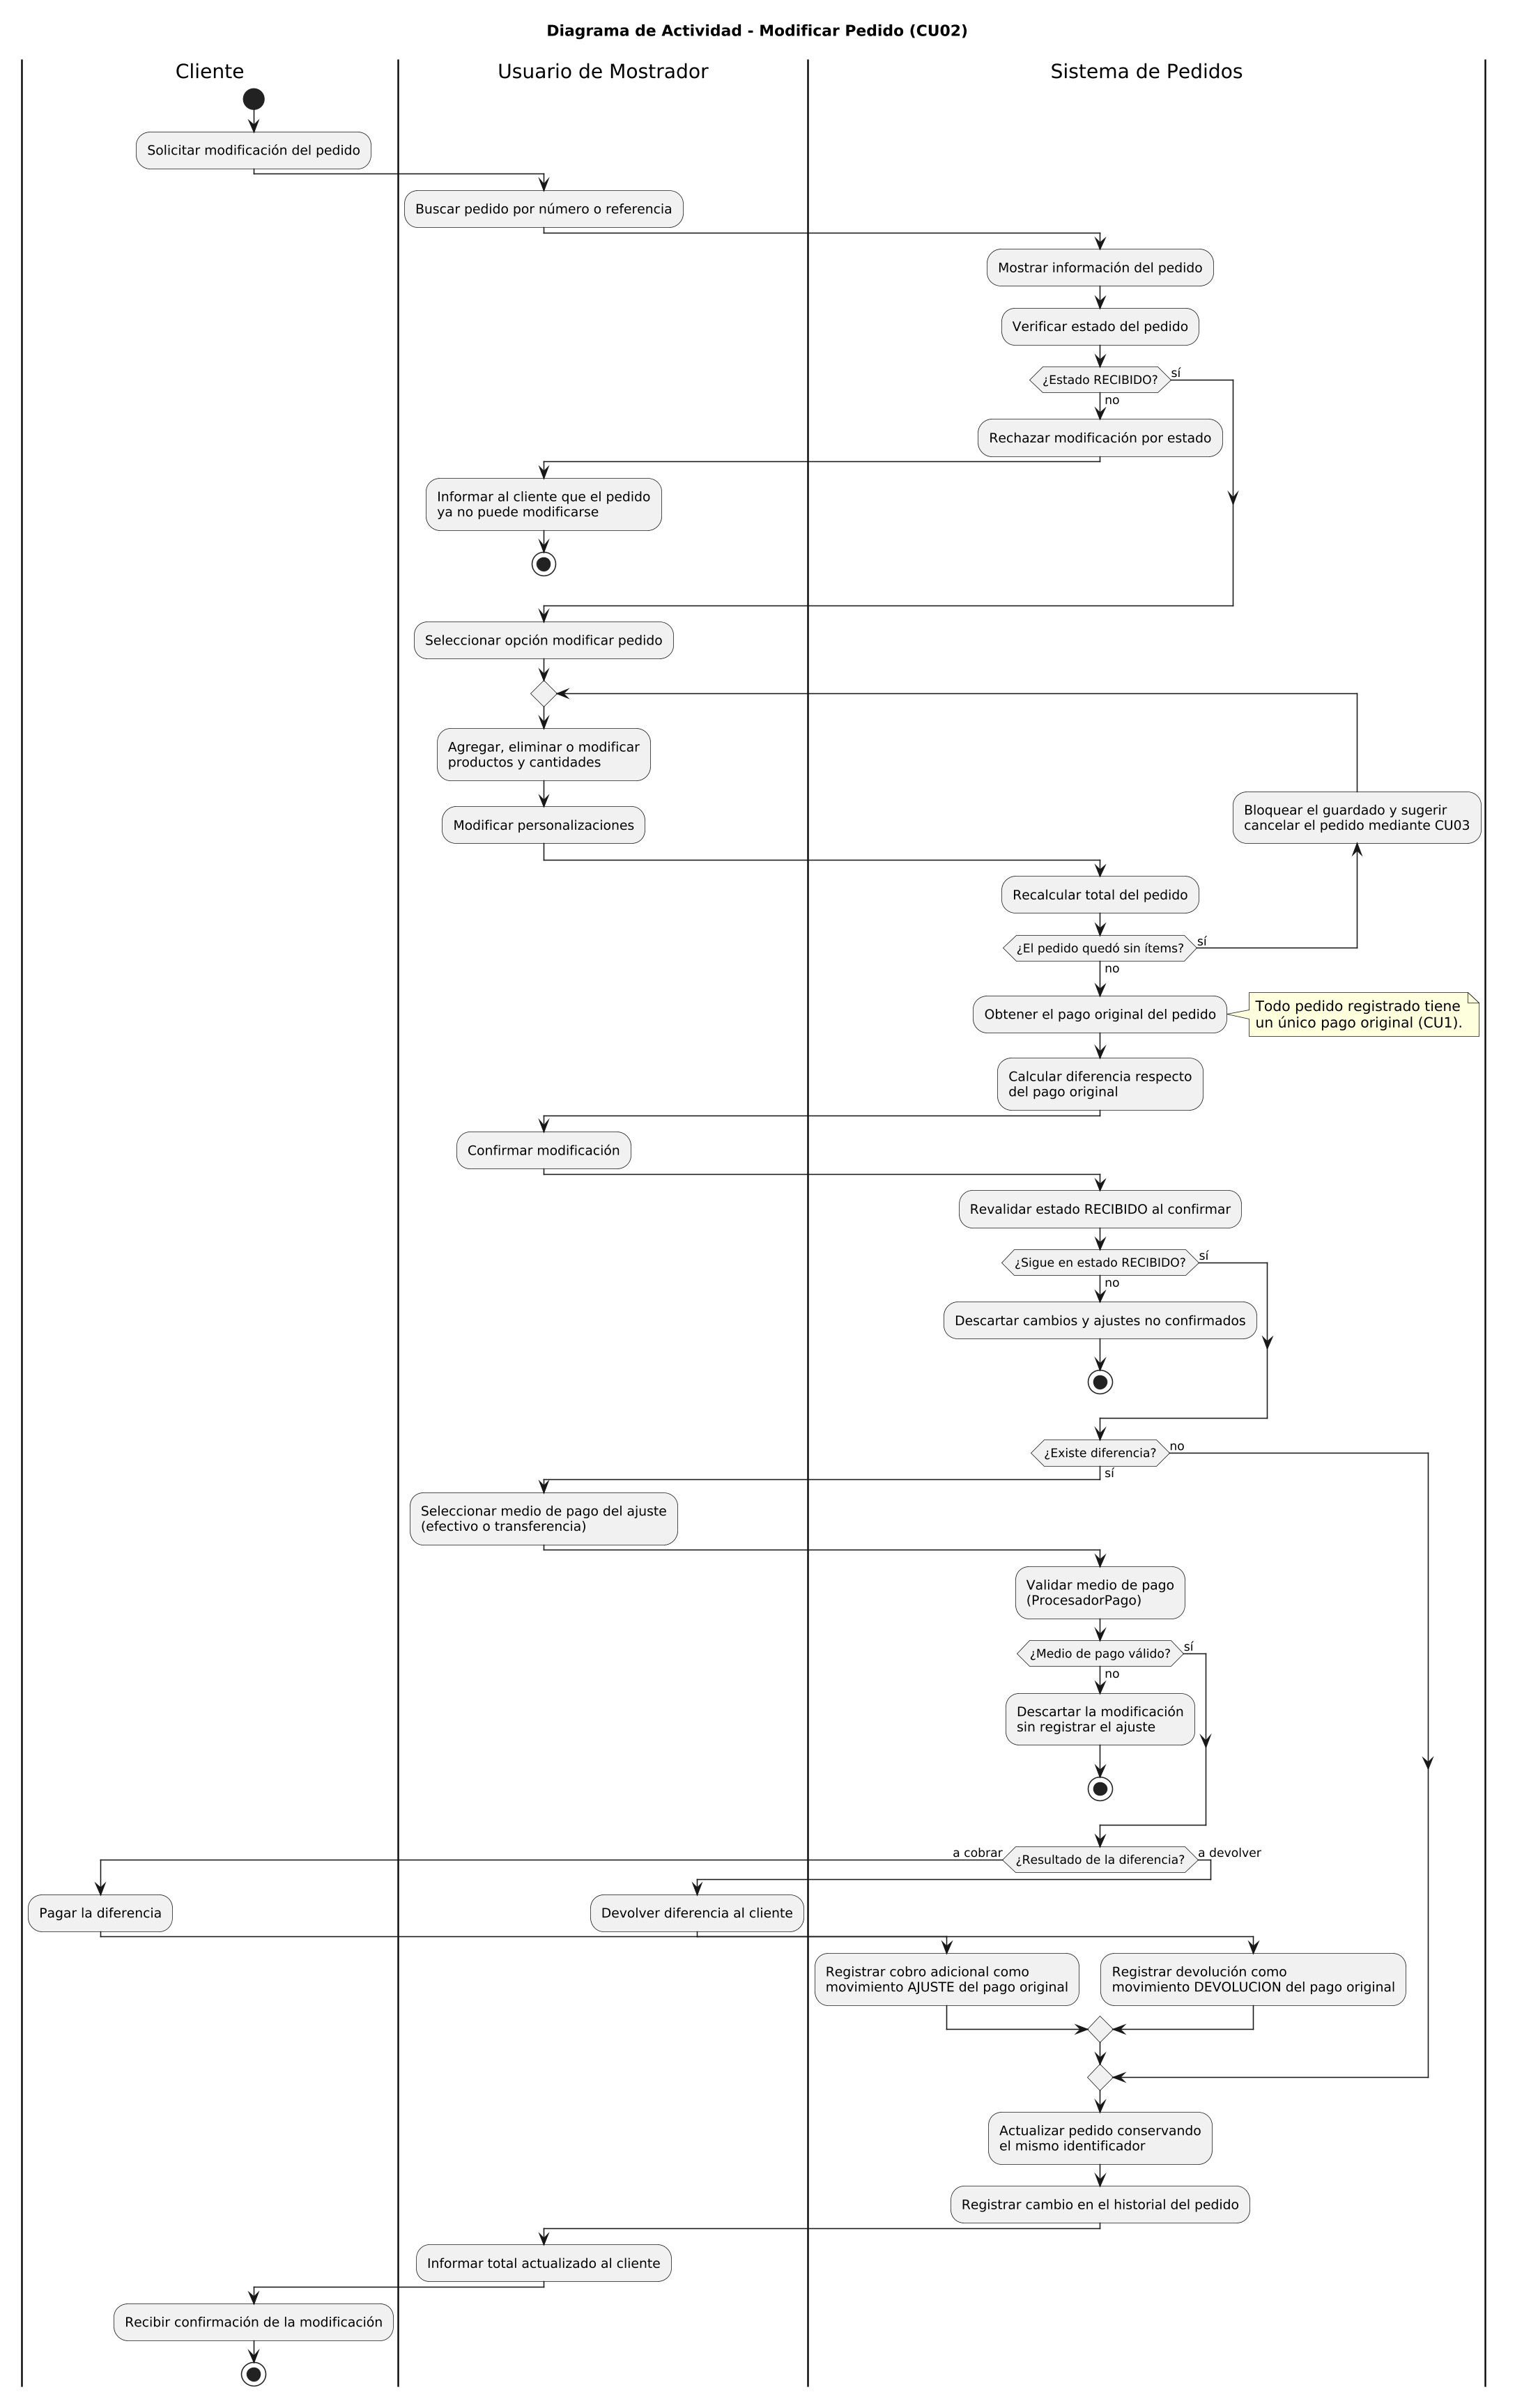 Diagrama de Actividad - Modificar Pedido (CU02)
Cliente
Usuario de Mostrador
Sistema de Pedidos
Solicitar modificación del pedido
Buscar pedido por número o referencia
Mostrar información del pedido
Verificar estado del pedido
¿Estado RECIBIDO?
sí
no
Rechazar modificación por estado
Informar al cliente que el pedido
ya no puede modificarse
Seleccionar opción modificar pedido
Agregar, eliminar o modificar
productos y cantidades
Modificar personalizaciones
Bloquear el guardado y sugerir
cancelar el pedido mediante CU03
Recalcular total del pedido
¿El pedido quedó sin ítems?
sí
no
Obtener el pago original del pedido
Todo pedido registrado tiene
un único pago original (CU1).
Calcular diferencia respecto
del pago original
Confirmar modificación
Revalidar estado RECIBIDO al confirmar
¿Sigue en estado RECIBIDO?
sí
no
Descartar cambios y ajustes no confirmados
¿Existe diferencia?
no
sí
Seleccionar medio de pago del ajuste
(efectivo o transferencia)
Validar medio de pago
(ProcesadorPago)
¿Medio de pago válido?
sí
no
Descartar la modificación
sin registrar el ajuste
a cobrar
¿Resultado de la diferencia?
a devolver
Pagar la diferencia
Devolver diferencia al cliente
Registrar cobro adicional como
movimiento AJUSTE del pago original
Registrar devolución como
movimiento DEVOLUCION del pago original
Actualizar pedido conservando
el mismo identificador
Registrar cambio en el historial del pedido
Informar total actualizado al cliente
Recibir confirmación de la modificación